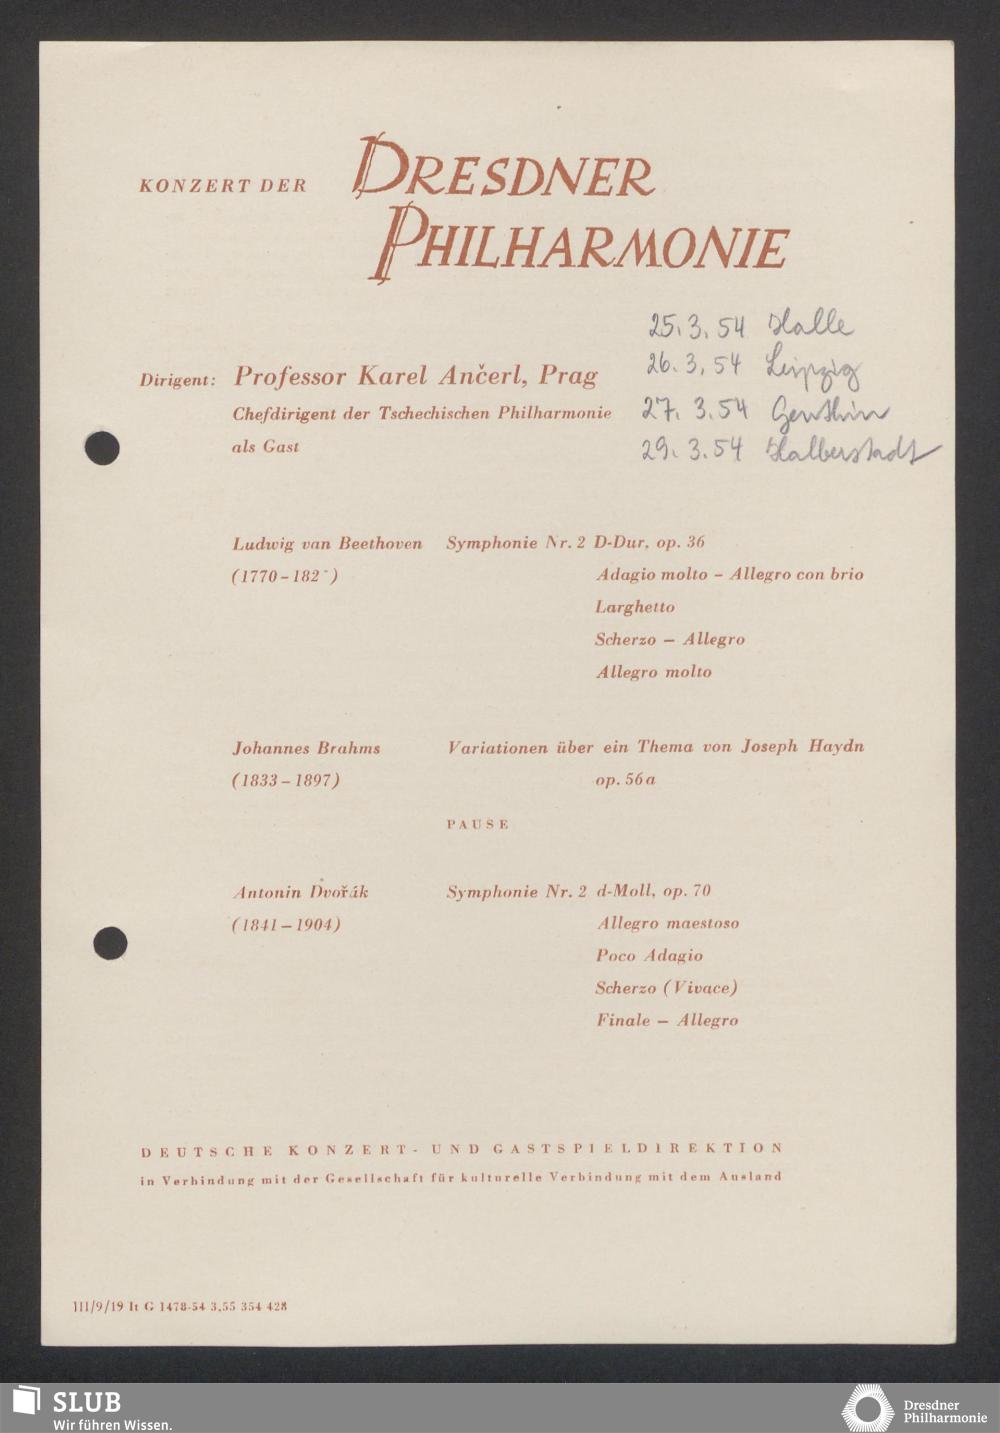 KONZERT DER DRESDNER
PHILHARMONIE
25.3.54 Halle
26.3.54 Leipzig
27.3.54 Genthin
29.3.54 Halberstadt
Dirigent: Professor Karel Ančerl, Prag
Chefdirigent der Tschechischen Philharmonie
als Gast
Ludwig van Beethoven Symphonie Nr. 2 D-Dur, op. 36
(1770–182 )
Adagio molto – Allegro con brio
Larghetto
Scherzo – Allegro
Allegro molto
Johannes Brahms Variationen über ein Thema von Joseph Haydn
(1833–1897) op. 56a
PAUSE
Antonin Dvořák Symphonie Nr. 2 d-Moll, op. 70
(1841–1904) Allegro maestoso
Poco Adagio
Scherzo (Vivace)
Finale – Allegro
DEUTSCHE KONZERT- UND GASTSPIELDIREKTION
in Verbindung mit der Gesellschaft für kulturelle Verbindung mit dem Ausland
III/9/19 It G 1478-54 3,55 354 428
SLUB
Wir führen Wissen.
Dresdner
Philharmonie